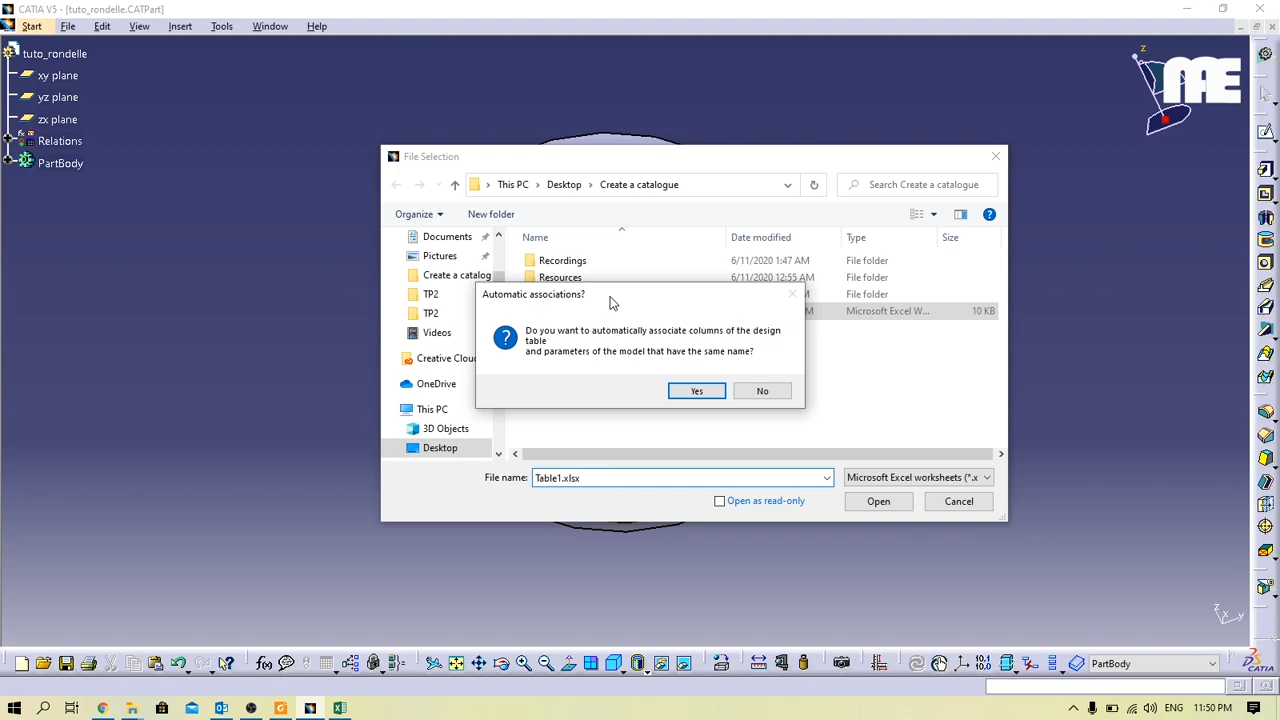 CATIA V5 - [tuto_rondelle.CATPart]
Start File Edit View Insert Tools Window Help
tuto_rondelle
xy plane
yz plane
zx plane
Relations
PartBody
z
File Selection
This PC Desktop Create a catalogue
Search Create a catalogue
Organize New folder
Name Date modified Type Size
Documents
Pictures
Create a catalog
TP2
TP2
Videos
Creative Clou
OneDrive
This PC
3D Objects
Desktop
Recordings 6/11/2020 1:47 AM File folder
Resources 6/11/2020 12:55 AM File folder
M File folder
M Microsoft Excel W... 10 KB
Automatic associations?
Do you want to automatically associate columns of the design
table
and parameters of the model that have the same name?
Yes No
File name: Table1.xlsx Microsoft Excel worksheets (*.x
Open as read-only Open Cancel
z
x y
f(x) 10.0 PartBody
CATIA
ENG 11:50 PM